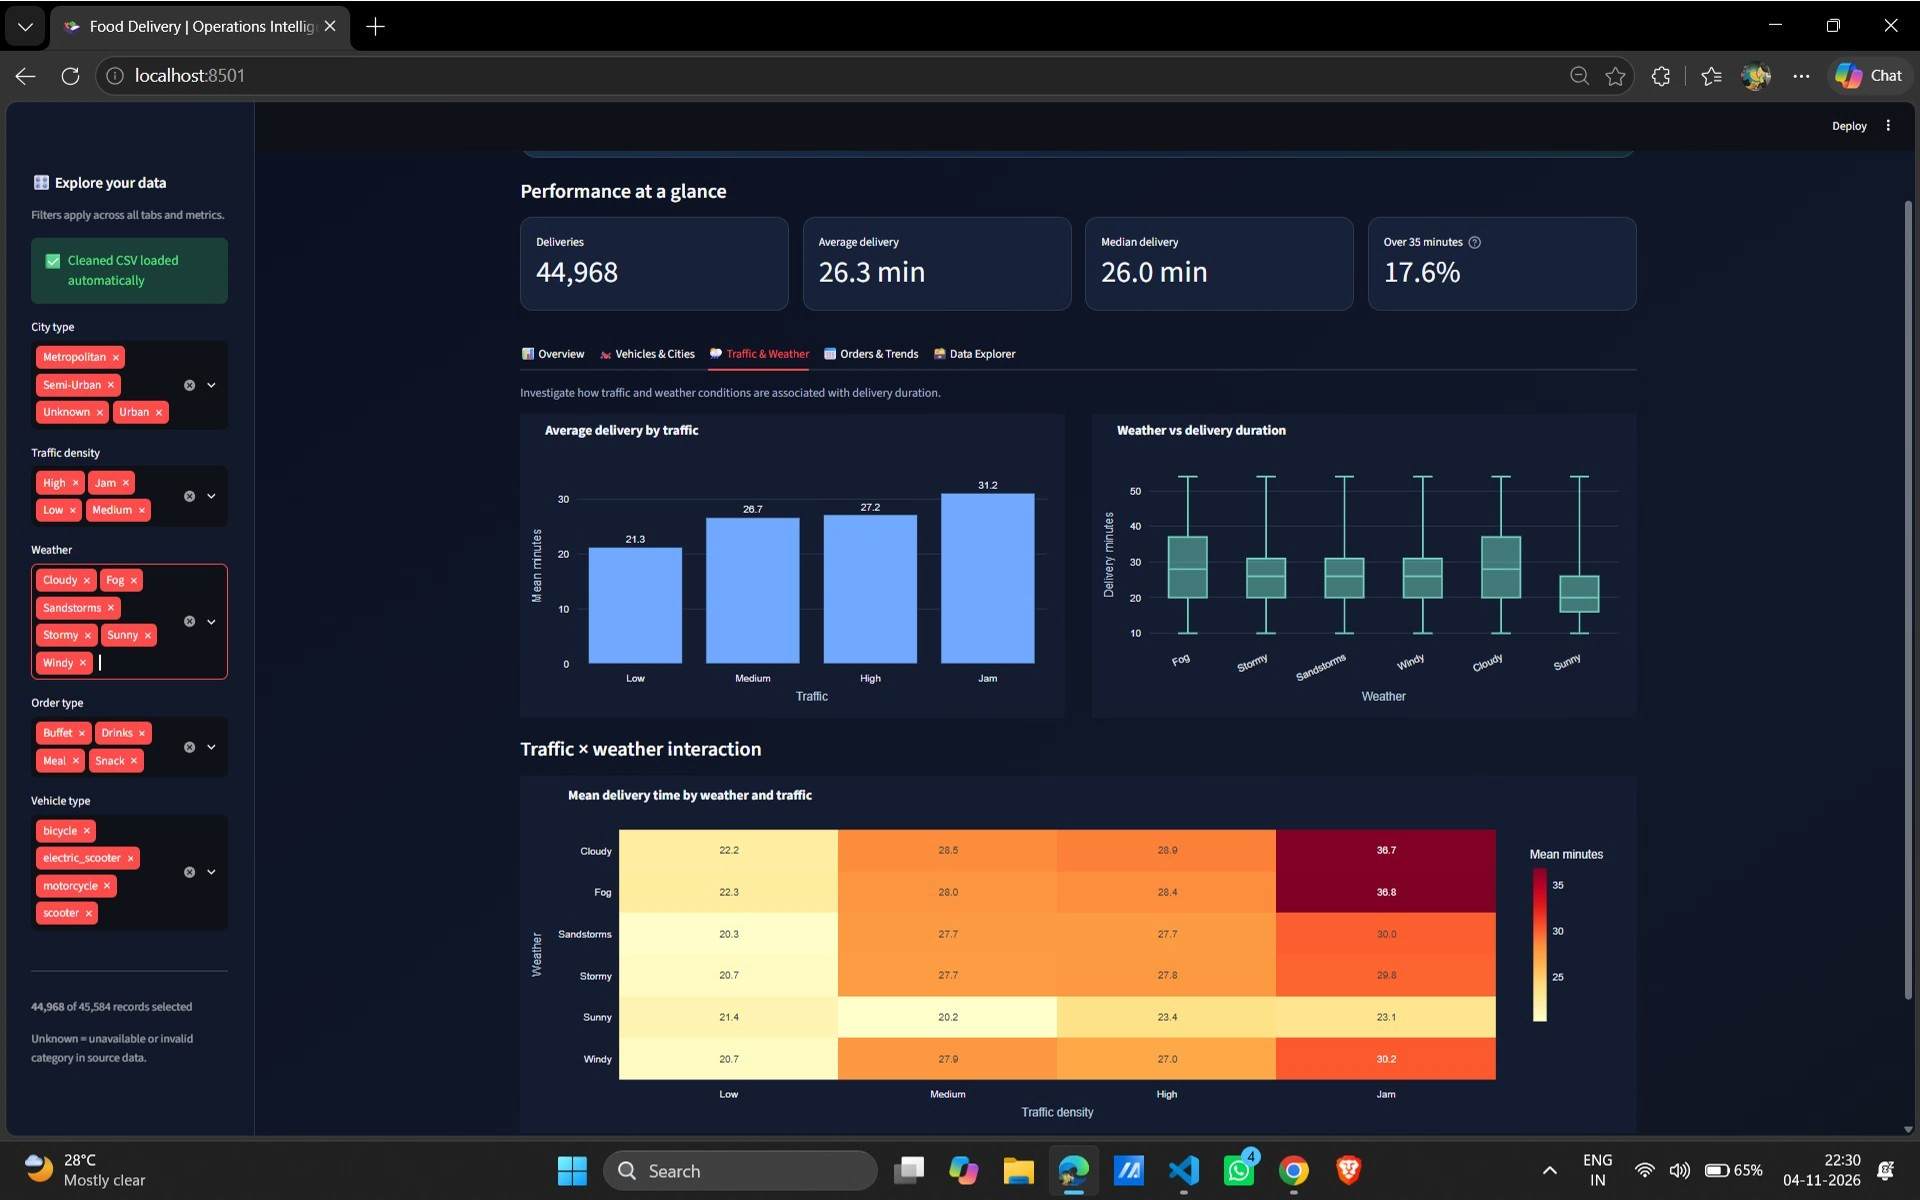 Food Delivery | Operations Intellig
localhost:8501
Chat
Deploy
Explore your data
Filters apply across all tabs and metrics.
Cleaned CSV loaded
automatically
City type
Metropolitan ×
Semi-Urban ×
Unknown × Urban ×
Traffic density
High × Jam ×
Low × Medium ×
Weather
Cloudy × Fog ×
Sandstorms ×
Stormy × Sunny ×
Windy ×
Order type
Buffet × Drinks ×
Meal × Snack ×
Vehicle type
bicycle ×
electric_scooter ×
motorcycle ×
scooter ×
44,968 of 45,584 records selected
Unknown = unavailable or invalid
category in source data.
Performance at a glance
Deliveries
44,968
Average delivery
26.3 min
Median delivery
26.0 min
Over 35 minutes
17.6%
Overview Vehicles & Cities Traffic & Weather Orders & Trends Data Explorer
Investigate how traffic and weather conditions are associated with delivery duration.
Average delivery by traffic
Mean minutes
30
20
10
0
21.3
26.7
27.2
31.2
Low Medium High Jam
Traffic
Weather vs delivery duration
Delivery minutes
50
40
30
20
10
Fog Stormy Sandstorms Windy Cloudy Sunny
Weather
Traffic × weather interaction
Mean delivery time by weather and traffic
Weather
Cloudy 22.2 28.5 28.9 36.7
Fog 22.3 28.0 28.4 36.8
Sandstorms 20.3 27.7 27.7 30.0
Stormy 20.7 27.7 27.8 29.8
Sunny 21.4 20.2 23.4 23.1
Windy 20.7 27.9 27.0 30.2
Low Medium High Jam
Traffic density
Mean minutes
35
30
25
28°C
Mostly clear
Search
4
ENG
IN
65%
22:30
04-11-2026